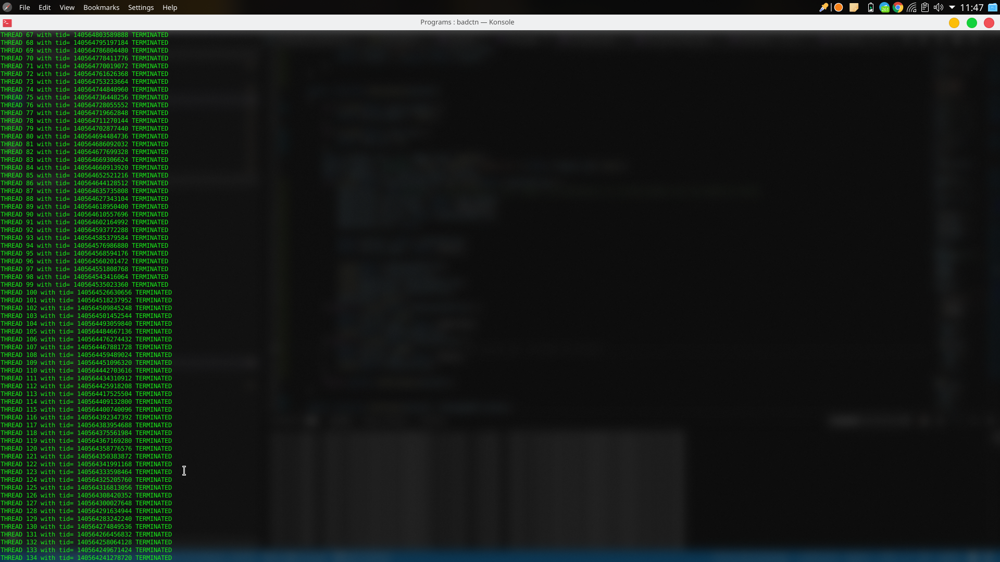 File Edit View Bookmarks Settings Help
261
11:47
Programs : badctn — Konsole
THREAD 67 with tid= 140564803589888 TERMINATED
THREAD 68 with tid= 140564795197184 TERMINATED
THREAD 69 with tid= 140564786804480 TERMINATED
THREAD 70 with tid= 140564778411776 TERMINATED
THREAD 71 with tid= 140564770019072 TERMINATED
THREAD 72 with tid= 140564761626368 TERMINATED
THREAD 73 with tid= 140564753233664 TERMINATED
THREAD 74 with tid= 140564744840960 TERMINATED
THREAD 75 with tid= 140564736448256 TERMINATED
THREAD 76 with tid= 140564728055552 TERMINATED
THREAD 77 with tid= 140564719662848 TERMINATED
THREAD 78 with tid= 140564711270144 TERMINATED
THREAD 79 with tid= 140564702877440 TERMINATED
THREAD 80 with tid= 140564694484736 TERMINATED
THREAD 81 with tid= 140564686092032 TERMINATED
THREAD 82 with tid= 140564677699328 TERMINATED
THREAD 83 with tid= 140564669306624 TERMINATED
THREAD 84 with tid= 140564660913920 TERMINATED
THREAD 85 with tid= 140564652521216 TERMINATED
THREAD 86 with tid= 140564644128512 TERMINATED
THREAD 87 with tid= 140564635735808 TERMINATED
THREAD 88 with tid= 140564627343104 TERMINATED
THREAD 89 with tid= 140564618950400 TERMINATED
THREAD 90 with tid= 140564610557696 TERMINATED
THREAD 91 with tid= 140564602164992 TERMINATED
THREAD 92 with tid= 140564593772288 TERMINATED
THREAD 93 with tid= 140564585379584 TERMINATED
THREAD 94 with tid= 140564576986880 TERMINATED
THREAD 95 with tid= 140564568594176 TERMINATED
THREAD 96 with tid= 140564560201472 TERMINATED
THREAD 97 with tid= 140564551808768 TERMINATED
THREAD 98 with tid= 140564543416064 TERMINATED
THREAD 99 with tid= 140564535023360 TERMINATED
THREAD 100 with tid= 140564526630656 TERMINATED
THREAD 101 with tid= 140564518237952 TERMINATED
THREAD 102 with tid= 140564509845248 TERMINATED
THREAD 103 with tid= 140564501452544 TERMINATED
THREAD 104 with tid= 140564493059840 TERMINATED
THREAD 105 with tid= 140564484667136 TERMINATED
THREAD 106 with tid= 140564476274432 TERMINATED
THREAD 107 with tid= 140564467881728 TERMINATED
THREAD 108 with tid= 140564459489024 TERMINATED
THREAD 109 with tid= 140564451096320 TERMINATED
THREAD 110 with tid= 140564442703616 TERMINATED
THREAD 111 with tid= 140564434310912 TERMINATED
THREAD 112 with tid= 140564425918208 TERMINATED
THREAD 113 with tid= 140564417525504 TERMINATED
THREAD 114 with tid= 140564409132800 TERMINATED
THREAD 115 with tid= 140564400740096 TERMINATED
THREAD 116 with tid= 140564392347392 TERMINATED
THREAD 117 with tid= 140564383954688 TERMINATED
THREAD 118 with tid= 140564375561984 TERMINATED
THREAD 119 with tid= 140564367169280 TERMINATED
THREAD 120 with tid= 140564358776576 TERMINATED
THREAD 121 with tid= 140564350383872 TERMINATED
THREAD 122 with tid= 140564341991168 TERMINATED
THREAD 123 with tid= 140564333598464 TERMINATED
THREAD 124 with tid= 140564325205760 TERMINATED
THREAD 125 with tid= 140564316813056 TERMINATED
THREAD 126 with tid= 140564308420352 TERMINATED
THREAD 127 with tid= 140564300027648 TERMINATED
THREAD 128 with tid= 140564291634944 TERMINATED
THREAD 129 with tid= 140564283242240 TERMINATED
THREAD 130 with tid= 140564274849536 TERMINATED
THREAD 131 with tid= 140564266456832 TERMINATED
THREAD 132 with tid= 140564258064128 TERMINATED
THREAD 133 with tid= 140564249671424 TERMINATED
THREAD 134 with tid= 140564241278720 TERMINATED